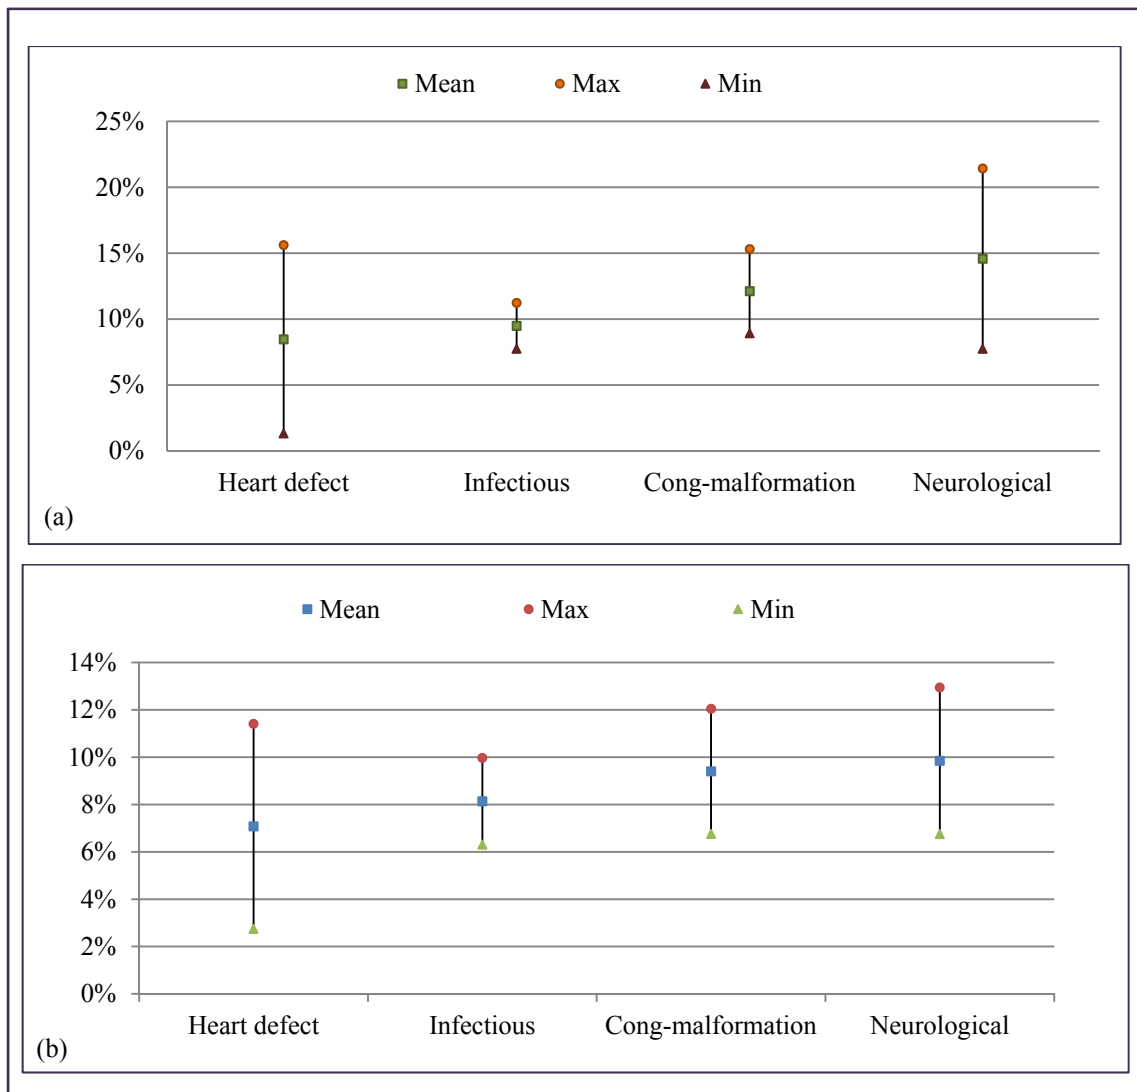 Mean Max Min
25%
20%
15%
10%
5%
0%
Heart defect Infectious Cong-malformation Neurological
(a)
Mean Max Min
14%
12%
10%
8%
6%
4%
2%
0%
Heart defect Infectious Cong-malformation Neurological
(b)